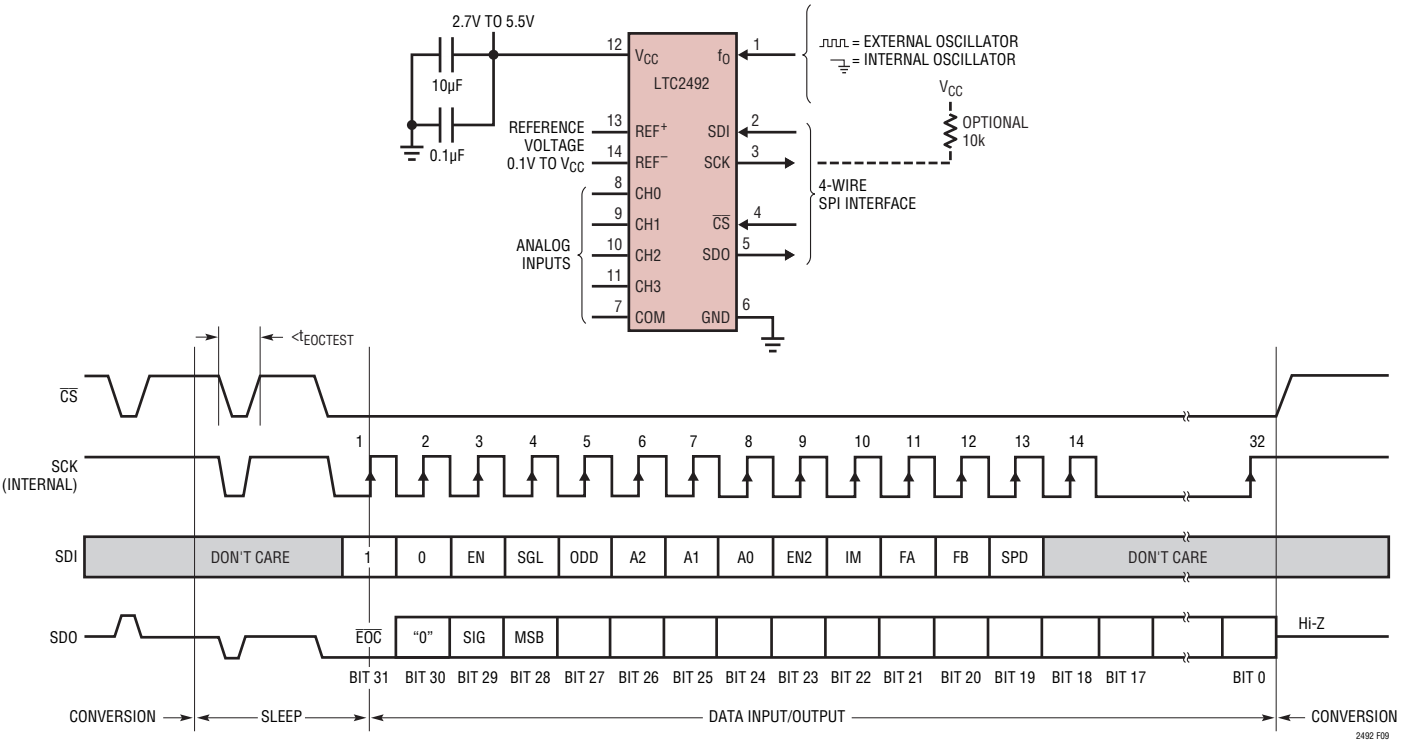 2.7V TO 5.5V
10µF
0.1µF
REFERENCE
VOLTAGE
0.1V TO VCC
ANALOG
INPUTS
12
13
14
8
9
10
11
7
VCC
fO
LTC2492
REF+
SDI
REF–
SCK
CH0
CH1
CS
CH2
SDO
CH3
COM
GND
1
2
3
4
5
6
= EXTERNAL OSCILLATOR
= INTERNAL OSCILLATOR
VCC
OPTIONAL
10k
4-WIRE
SPI INTERFACE
<tEOCTEST
CS
1 2 3 4 5 6 7 8 9 10 11 12 13 14 32
SCK
(INTERNAL)
SDI DON'T CARE 1 0 EN SGL ODD A2 A1 A0 EN2 IM FA FB SPD DON'T CARE
SDO EOC “0” SIG MSB Hi-Z
BIT 31 BIT 30 BIT 29 BIT 28 BIT 27 BIT 26 BIT 25 BIT 24 BIT 23 BIT 22 BIT 21 BIT 20 BIT 19 BIT 18 BIT 17 BIT 0
CONVERSION SLEEP DATA INPUT/OUTPUT CONVERSION
2492 F09